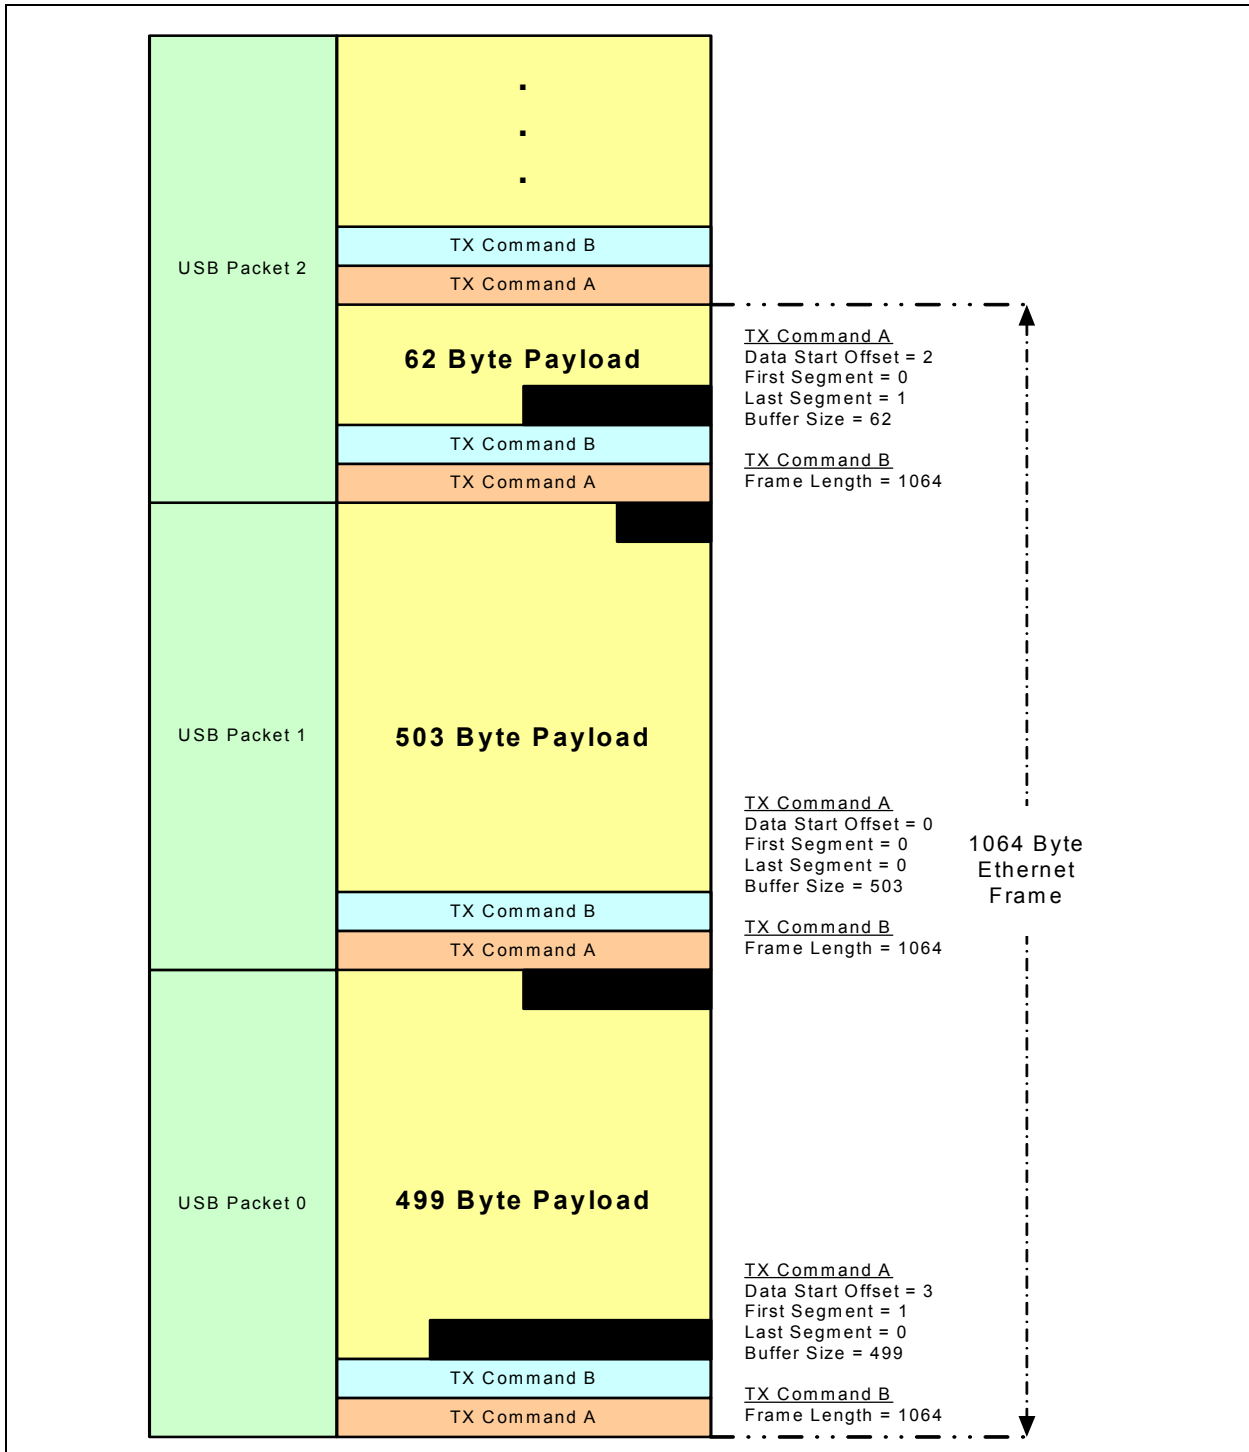 .
.
.
TX Command B
USB Packet 2
TX Command A
TX Command A
Data Start Offset = 2
First Segment = 0
Last Segment = 1
Buffer Size = 62
62 Byte Payload
TX Command B
TX Command B
Frame Length = 1064
TX Command A
USB Packet 1
503 Byte Payload
TX Command A
Data Start Offset = 0
First Segment = 0
Last Segment = 0
Buffer Size = 503
1064 Byte
Ethernet
Frame
TX Command B
TX Command B
Frame Length = 1064
TX Command A
USB Packet 0
499 Byte Payload
TX Command A
Data Start Offset = 3
First Segment = 1
Last Segment = 0
Buffer Size = 499
TX Command B
TX Command B
Frame Length = 1064
TX Command A